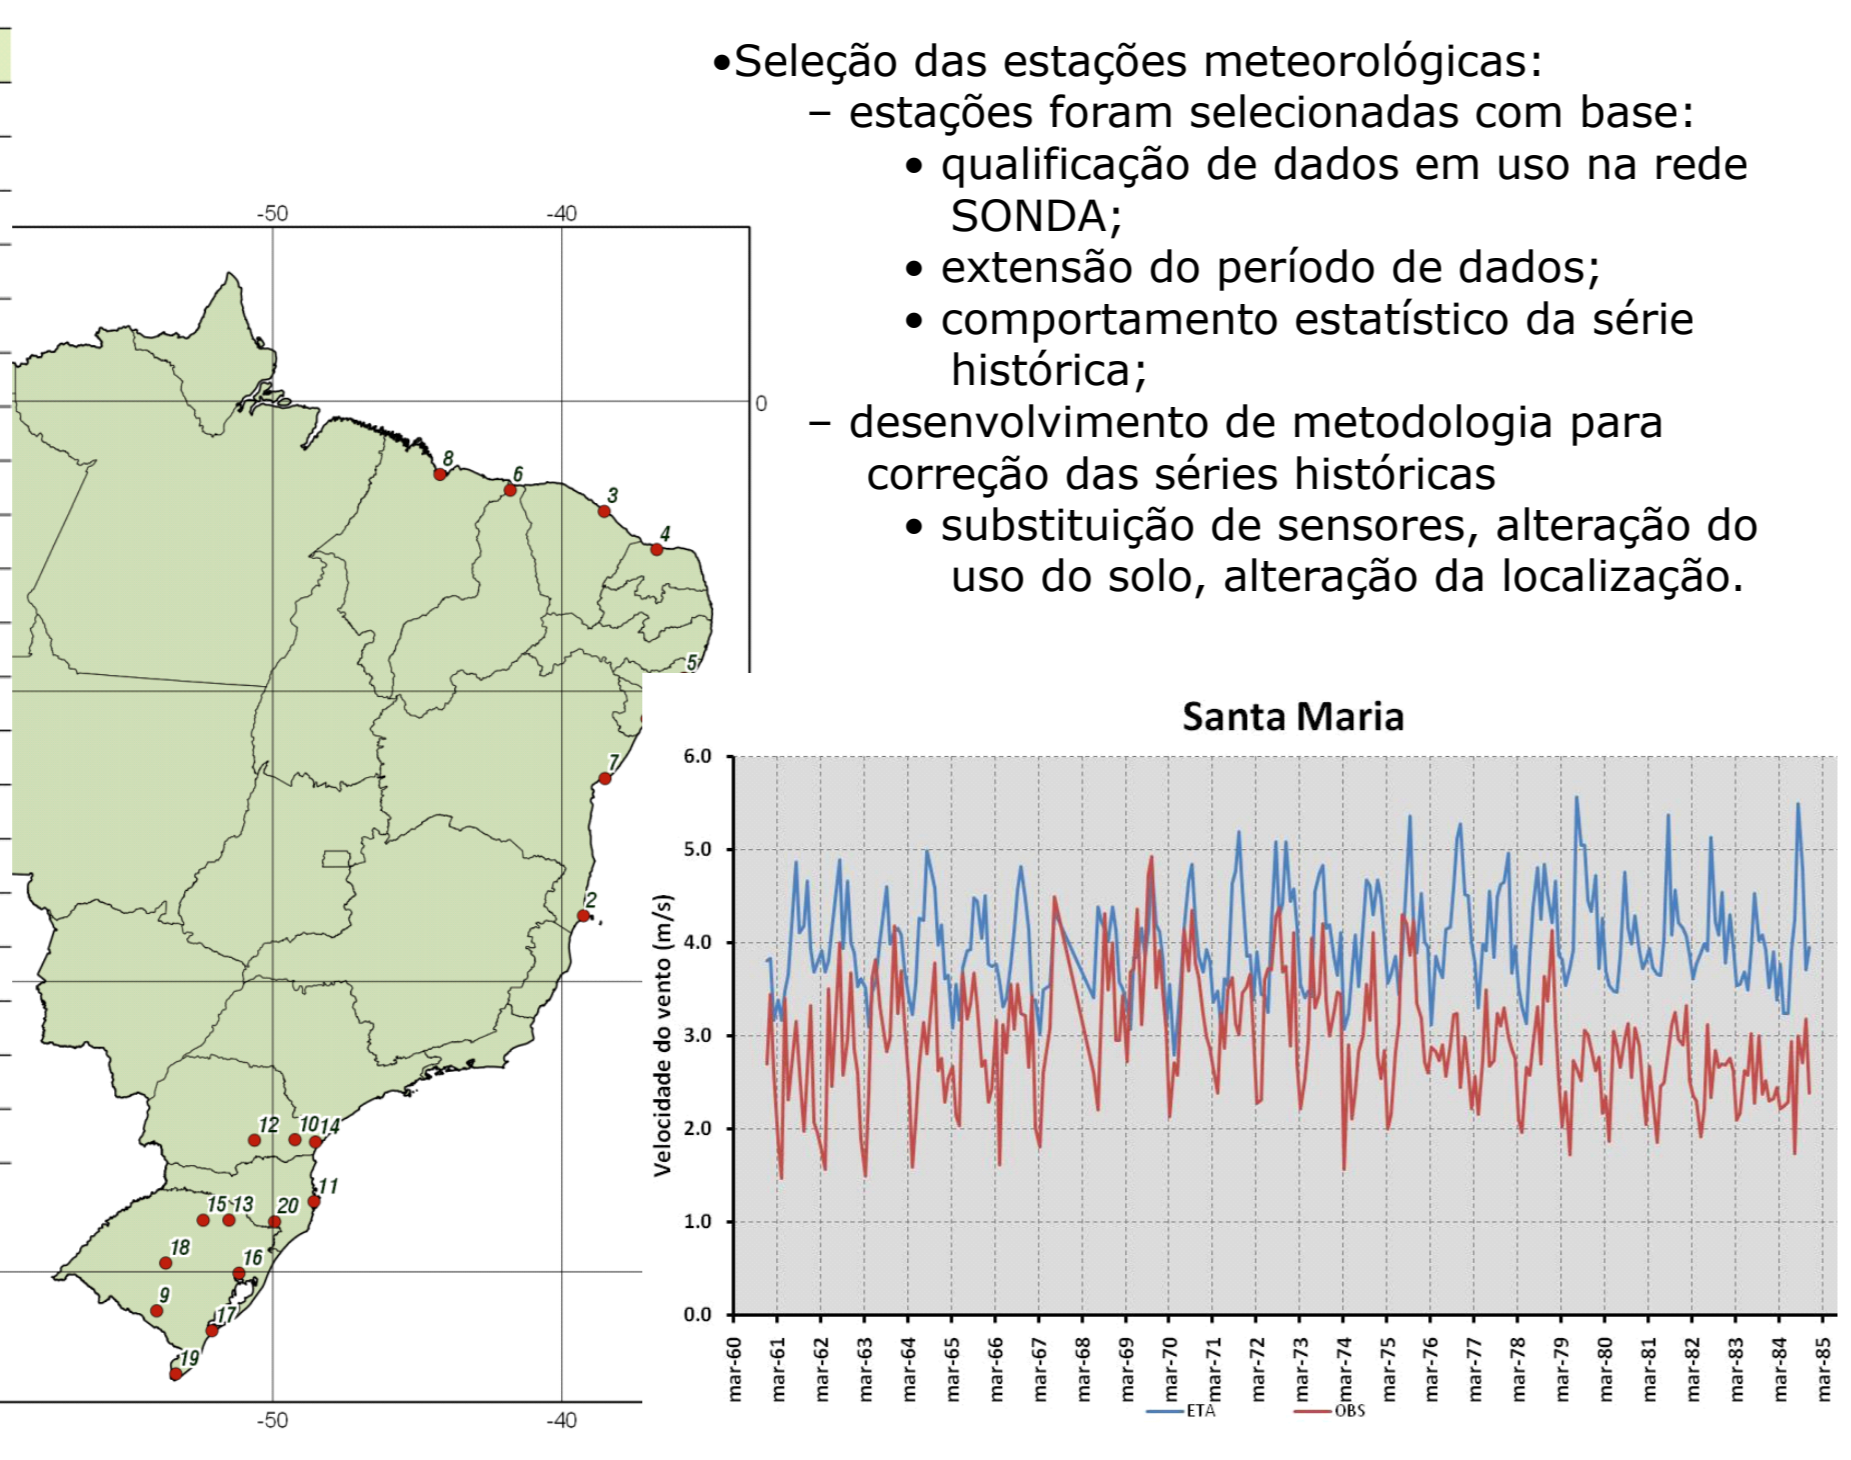 •Seleção das estações meteorológicas:
– estações foram selecionadas com base:
• qualificação de dados em uso na rede
SONDA;
• extensão do período de dados;
• comportamento estatístico da série
histórica;
– desenvolvimento de metodologia para
correção das séries históricas
• substituição de sensores, alteração do
uso do solo, alteração da localização.
-50
-40
0
8
6
3
4
5
7
2
12
10
14
11
15
13
20
18
16
9
17
19
-50
-40
Santa Maria
Velocidade do vento (m/s)
6.0
5.0
4.0
3.0
2.0
1.0
0.0
mar-60
mar-61
mar-62
mar-63
mar-64
mar-65
mar-66
mar-67
mar-68
mar-69
mar-70
mar-71
mar-72
mar-73
mar-74
mar-75
mar-76
mar-77
mar-78
mar-79
mar-80
mar-81
mar-82
mar-83
mar-84
mar-85
ETA
OBS